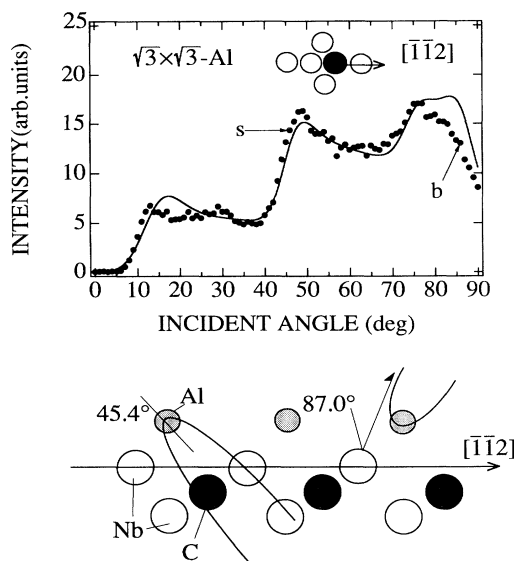 25
20
15
10
5
0
INTENSITY(arb.units)
√3×√3-Al
[1̅1̅2]
s
b
0 10 20 30 40 50 60 70 80 90
INCIDENT ANGLE (deg)
45.4°
Al
87.0°
[1̅1̅2]
Nb
C